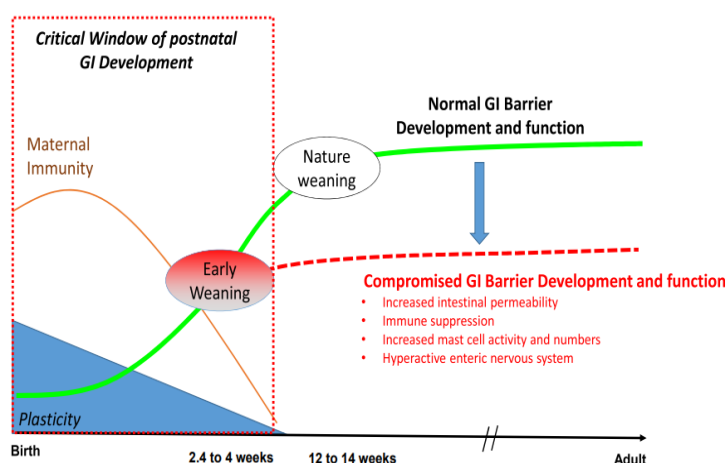 Critical Window of postnatal
GI Development
Maternal
Immunity
Normal GI Barrier
Development and function
Nature
weaning
Early
Weaning
Compromised GI Barrier Development and function
• Increased intestinal permeability
• Immune suppression
• Increased mast cell activity and numbers
• Hyperactive enteric nervous system
Plasticity
Birth
2.4 to 4 weeks
12 to 14 weeks
//
Adult